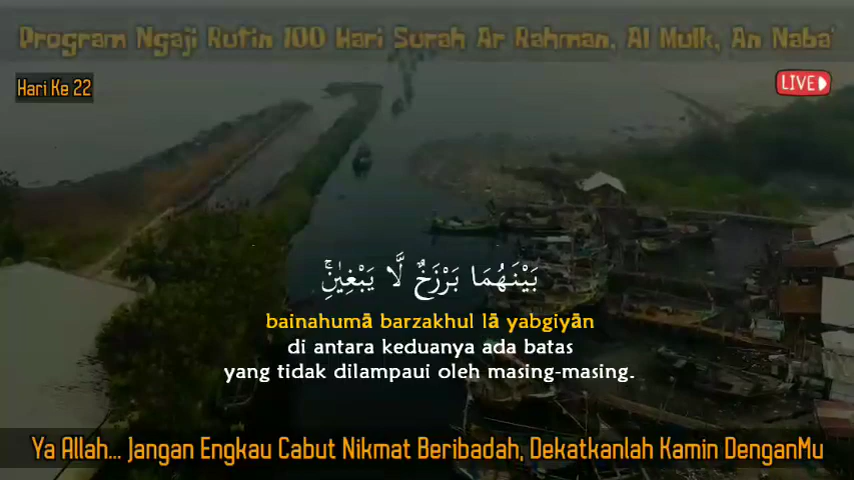 Program Ngaji Rutin 100 Hari Surah Ar Rahman, Al Mulk, An Naba'
Hari Ke 22
LIVE
بَيْنَهُمَا بَرْزَخٌ لَّا يَبْغِيٰنِۚ
bainahumā barzakhul lā yabgiyān
di antara keduanya ada batas
yang tidak dilampaui oleh masing-masing.
Ya Allah... Jangan Engkau Cabut Nikmat Beribadah, Dekatkanlah Kamin DenganMu